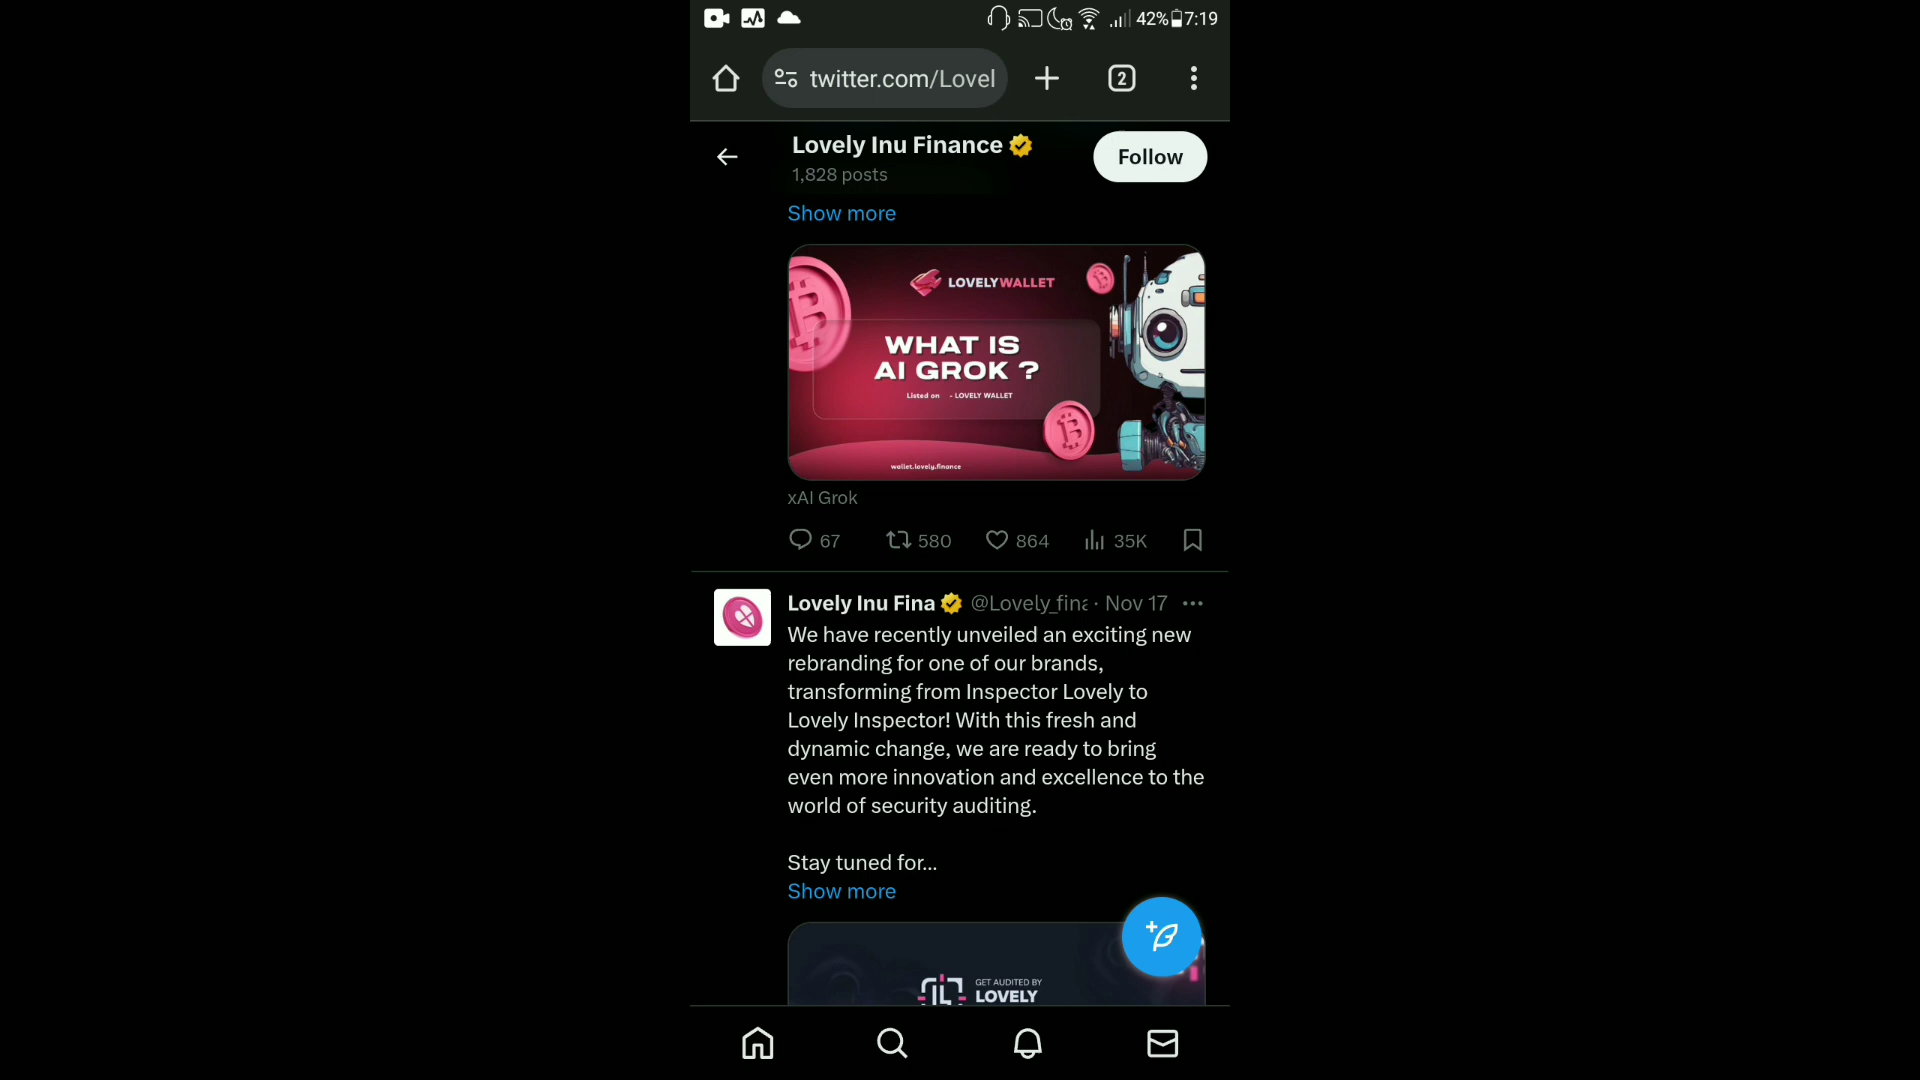 42% 7:19
twitter.com/Lovel
2
Lovely Inu Finance
1,828 posts
Follow
Show more
LOVELYWALLET
WHAT IS
AI GROK ?
Listed on - LOVELY WALLET
wallet.lovely.finance
xAI Grok
67 580 864 35K
Lovely Inu Fina @Lovely_fina · Nov 17
We have recently unveiled an exciting new
rebranding for one of our brands,
transforming from Inspector Lovely to
Lovely Inspector! With this fresh and
dynamic change, we are ready to bring
even more innovation and excellence to the
world of security auditing.
Stay tuned for...
Show more
GET AUDITED BY
LOVELY